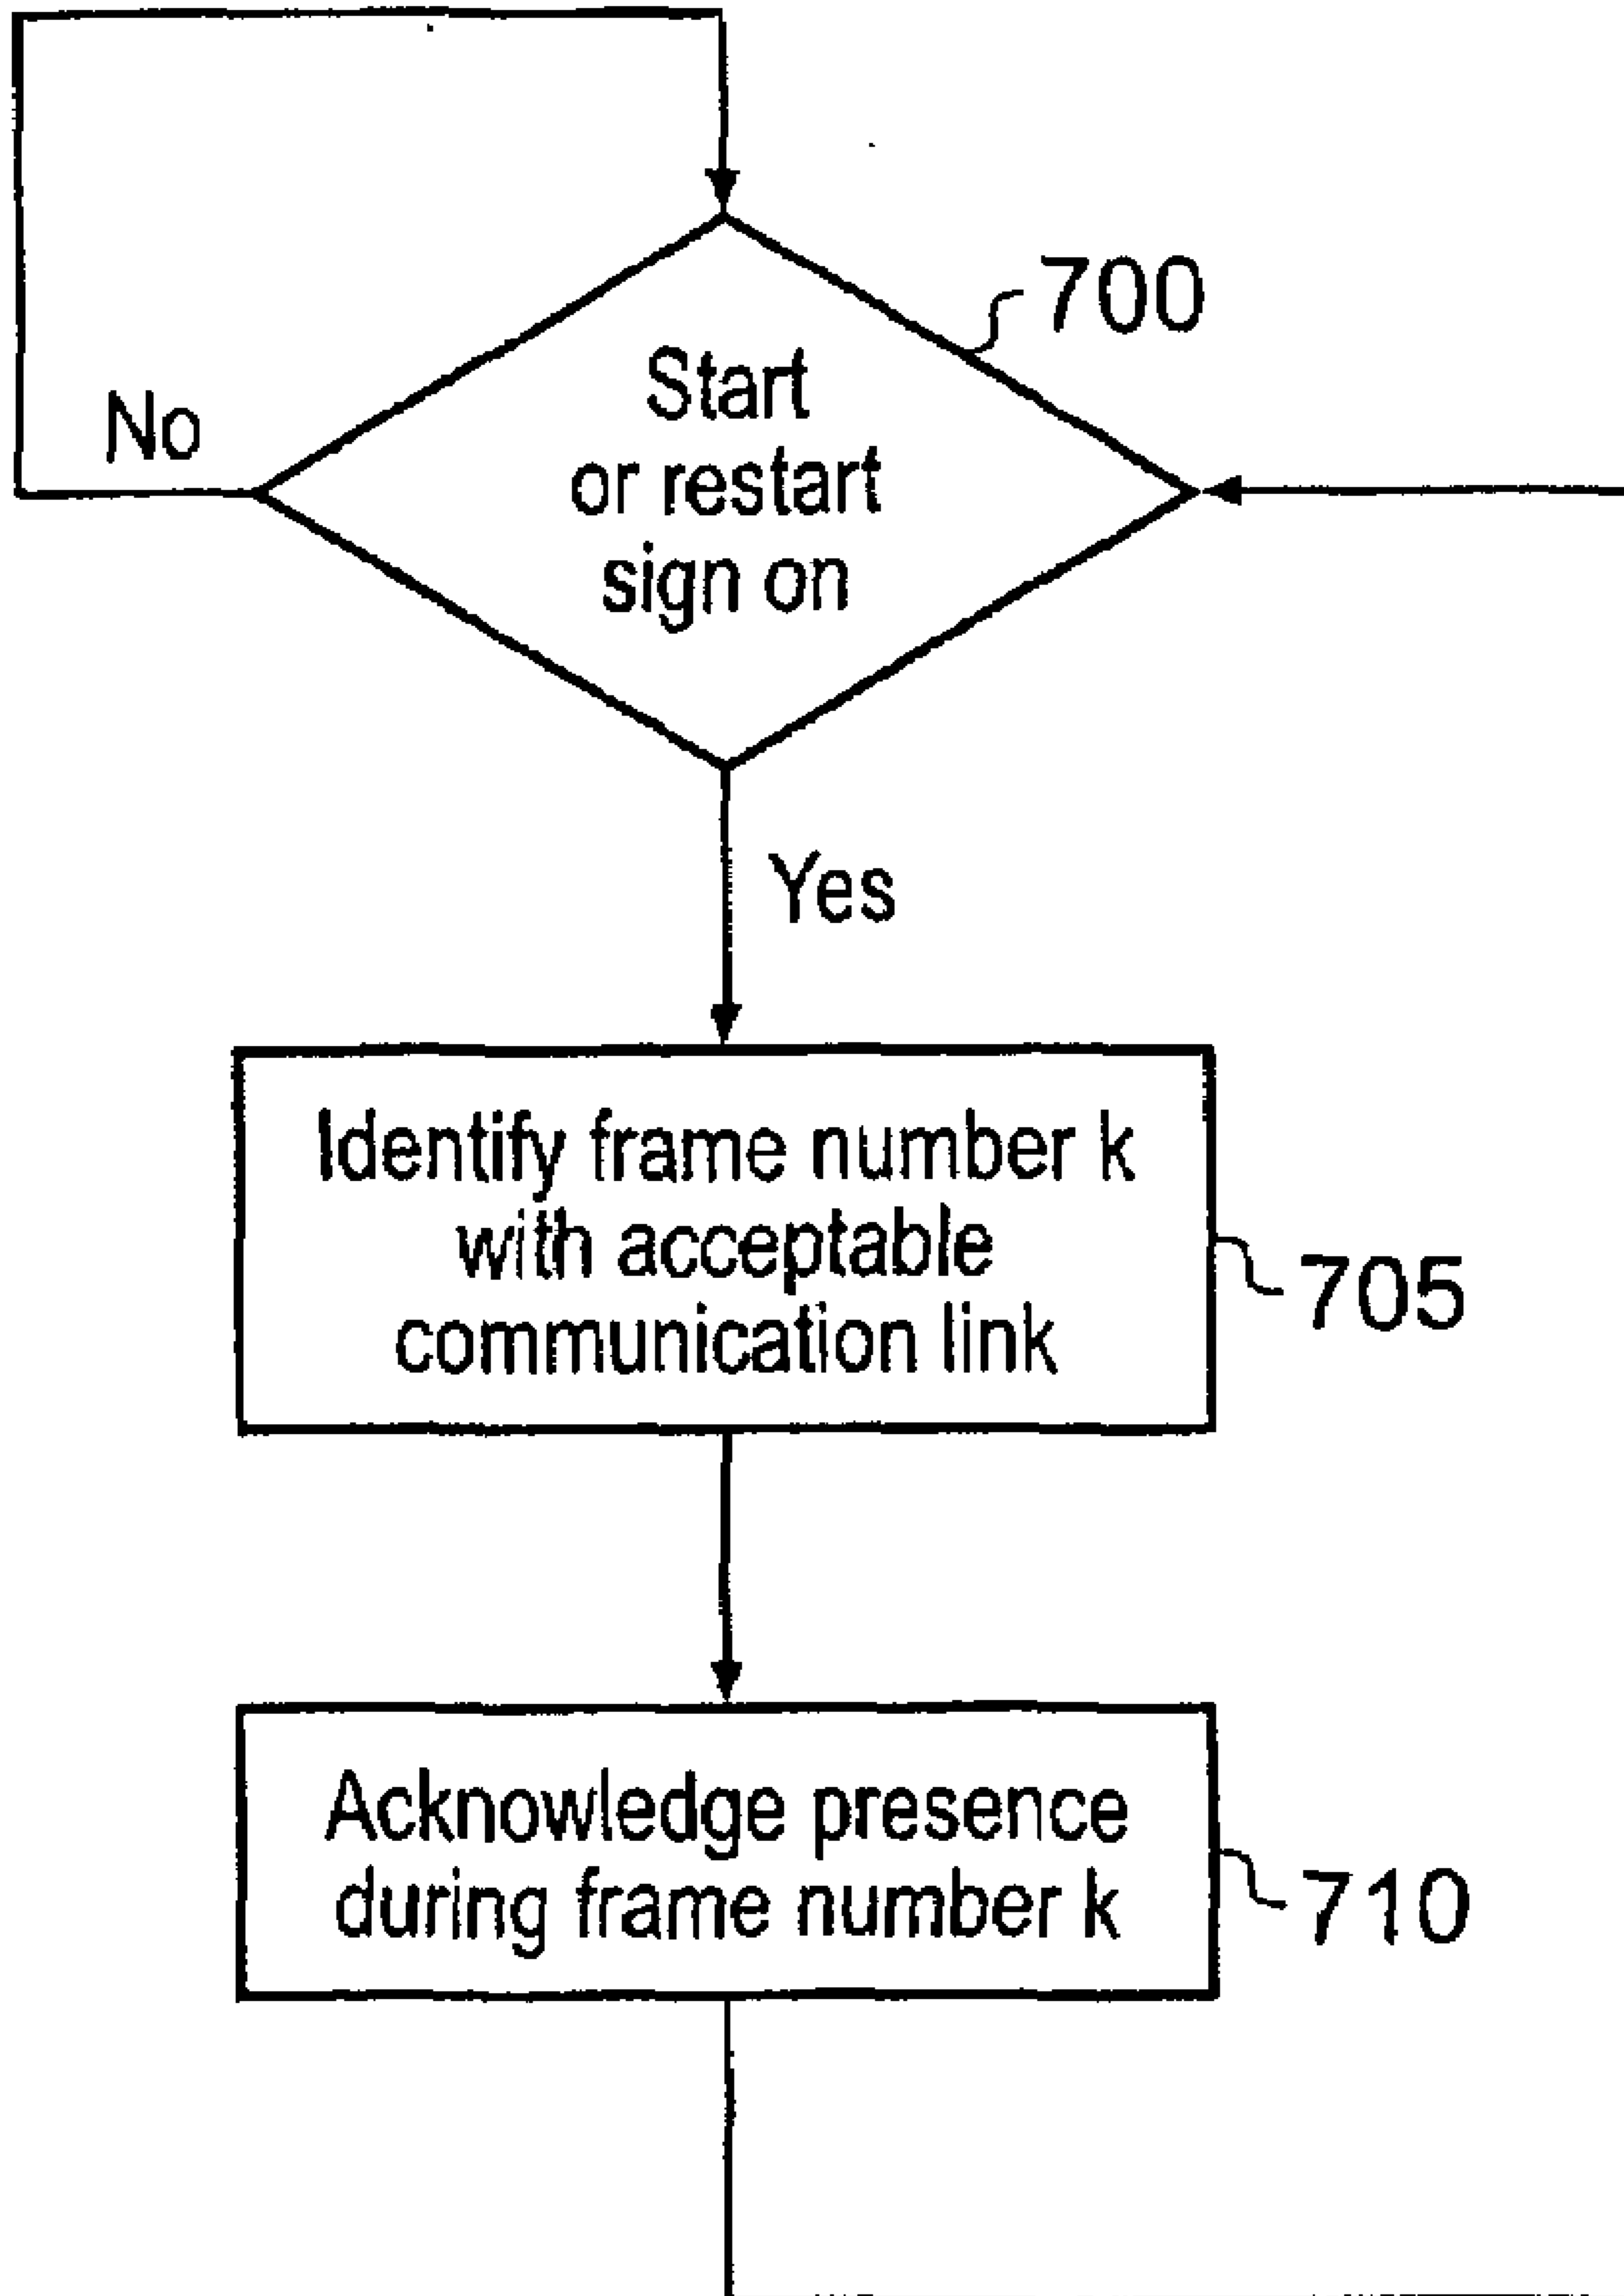 700
Start
or restart
sign on
No
Yes
Identify frame number k
with acceptable
communication link
705
Acknowledge presence
during frame number k
710